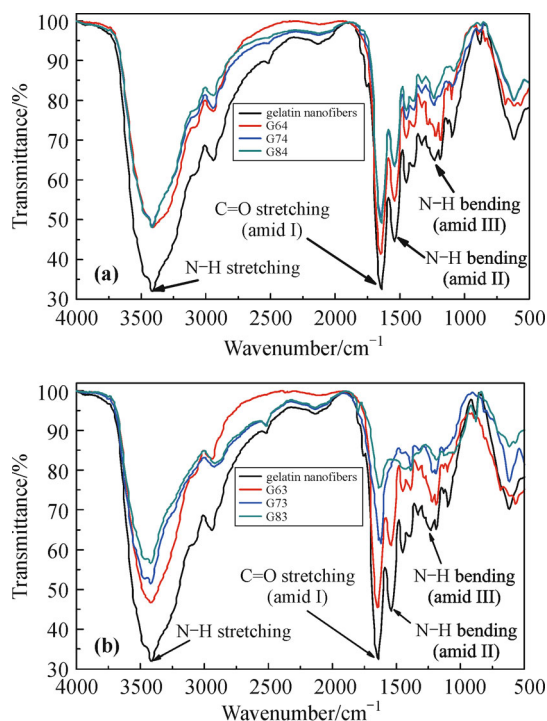 100
90
80
70
60
50
40
30
Transmittance/%
gelatin nanofibers
G64
G74
G84
C=O stretching
(amid I)
N−H bending
(amid III)
N−H bending
(amid II)
N−H stretching
(a)
4000 3500 3000 2500 2000 1500 1000 500
Wavenumber/cm⁻¹
100
90
80
70
60
50
40
30
Transmittance/%
gelatin nanofibers
G63
G73
G83
C=O stretching
(amid I)
N−H bending
(amid III)
N−H bending
(amid II)
N−H stretching
(b)
4000 3500 3000 2500 2000 1500 1000 500
Wavenumber/cm⁻¹